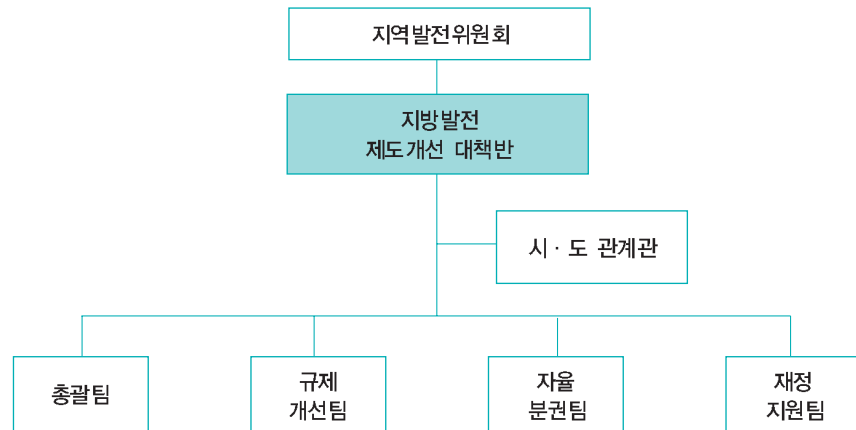 지역발전위원회
지방발전
제도개선 대책반
시·도 관계관
총괄팀
규제
개선팀
자율
분권팀
재정
지원팀